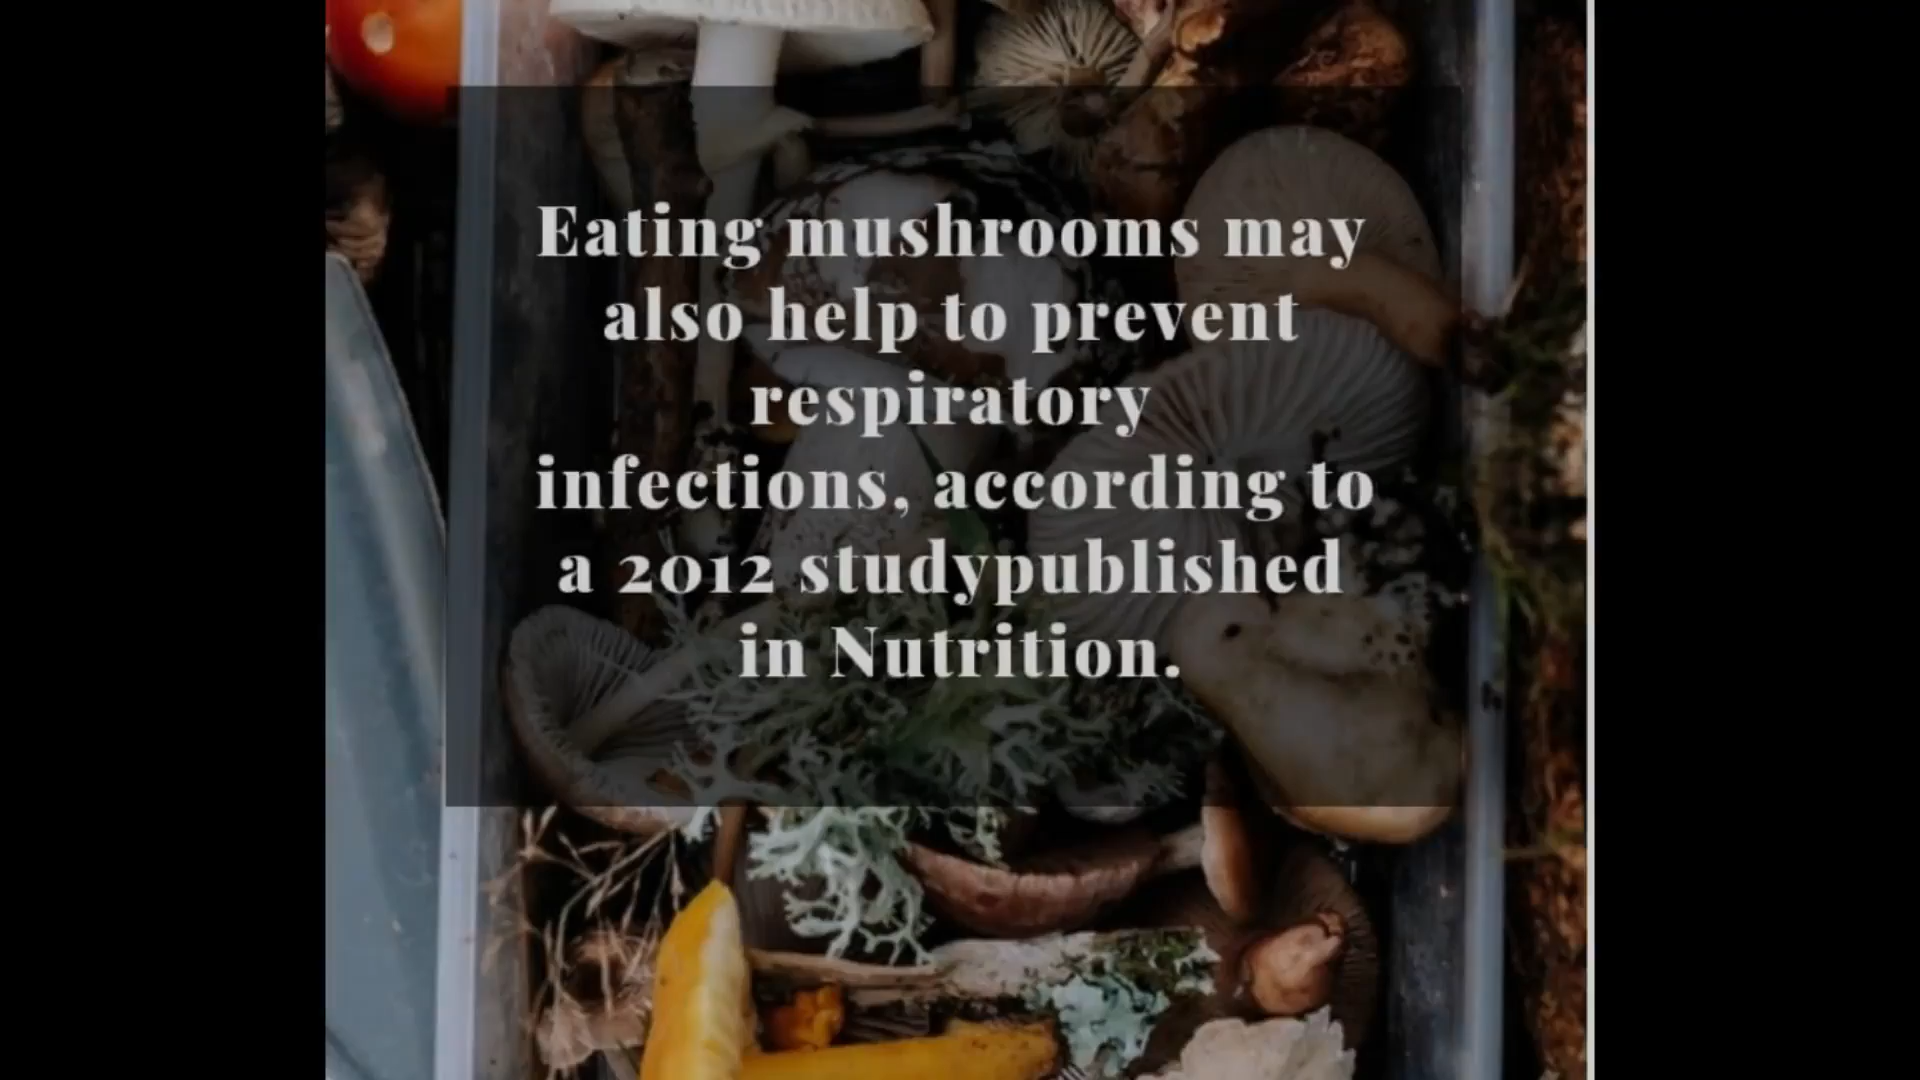 Eating mushrooms may
also help to prevent
respiratory
infections, according to
a 2012 studypublished
in Nutrition.